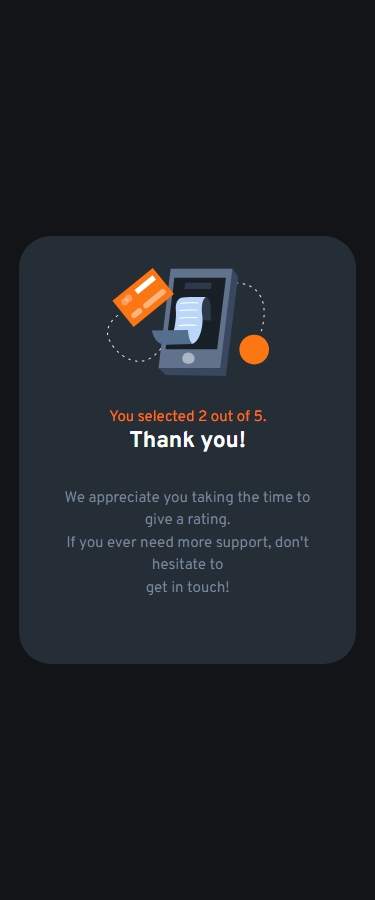 You selected 2 out of 5.
Thank you!
We appreciate you taking the time to
give a rating.
If you ever need more support, don't
hesitate to
get in touch!